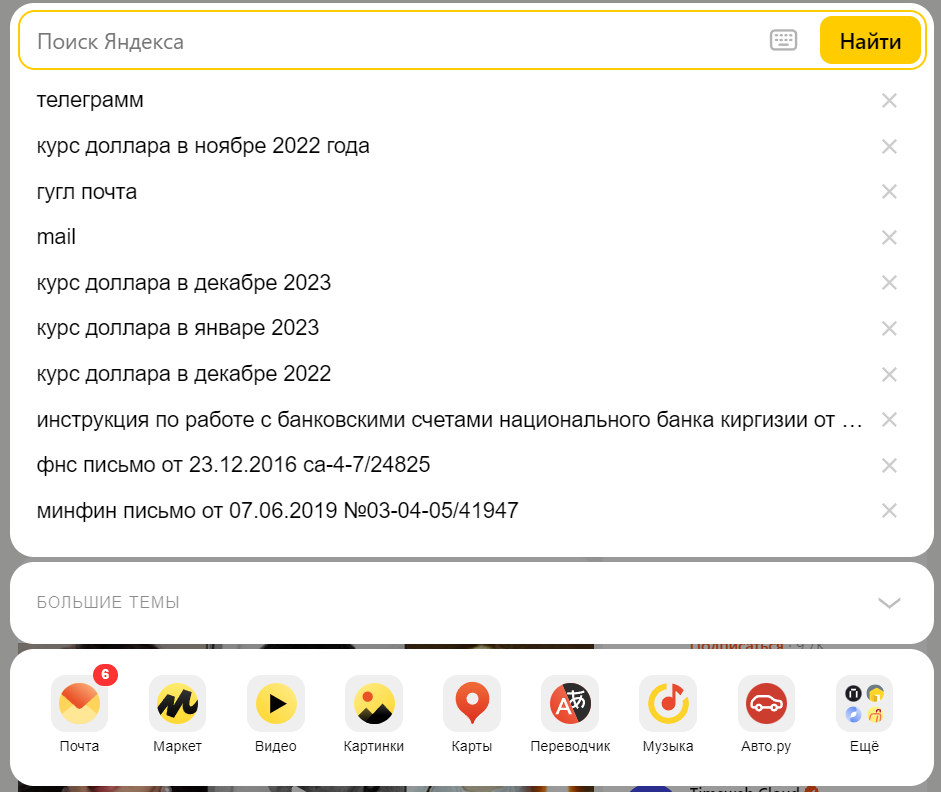 Поиск Яндекса
Найти
телеграмм
курс доллара в ноябре 2022 года
гугл почта
mail
курс доллара в декабре 2023
курс доллара в январе 2023
курс доллара в декабре 2022
инструкция по работе с банковскими счетами национального банка киргизии от ...
фнс письмо от 23.12.2016 са-4-7/24825
минфин письмо от 07.06.2019 №03-04-05/41947
БОЛЬШИЕ ТЕМЫ
Подписаться
6
Почта
Маркет
Видео
Картинки
Карты
Переводчик
Музыка
Авто.ру
Ещё
Timeweb Cloud